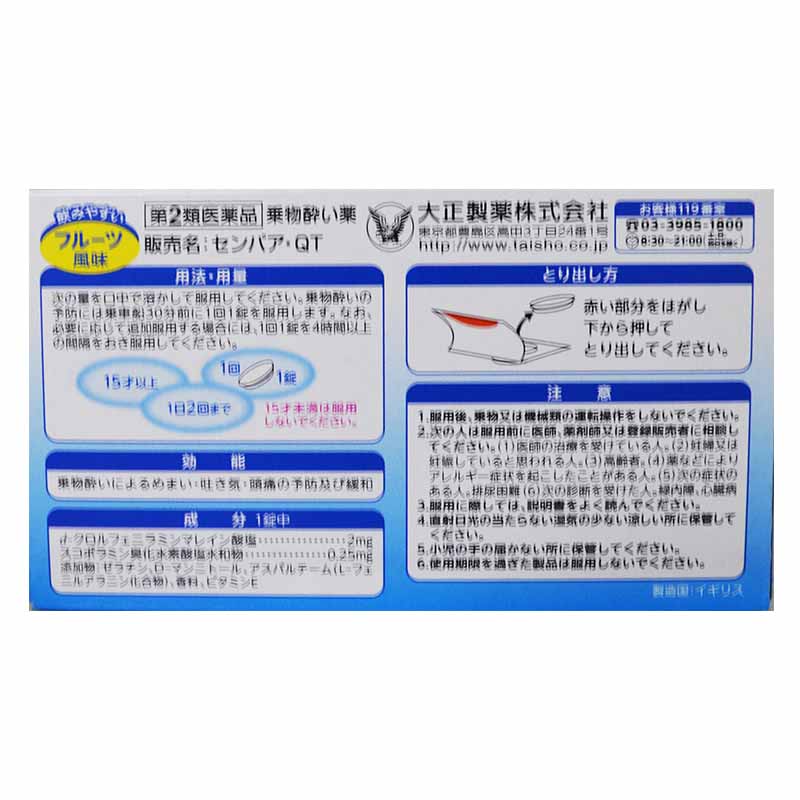 飲みやすい
フルーツ
風味
第2類医薬品 乗物酔い薬
販売名:センパア・QT
大正製薬株式会社
東京都豊島区高田3丁目24番1号
http://www.taisho.co.jp
お客様119番室
03-3985-1800
8:30~21:00
用法・用量
次の量を口中で溶かして服用してください。乗物酔いの
予防には乗車船30分前に1回1錠を服用します。なお、
必要に応じて追加服用する場合には、1回1錠を4時間以上
の間隔をおき服用してください。
15才以上
1回
1錠
1日2回まで
15才未満は服用
しないでください。
効能
乗物酔いによるめまい・吐き気・頭痛の予防及び緩和
成分 1錠中
d-クロルフェニラミンマレイン酸塩 2mg
スコポラミン臭化水素酸塩水和物 0.25mg
添加物:ゼラチン、D-マンニトール、アスパルテーム(L-フェ
ニルアラニン化合物)、香料、ビタミンE
とり出し方
赤い部分をはがし
下から押して
とり出してください。
注意
1.服用後、乗物又は機械類の運転操作をしないでください。
2.次の人は服用前に医師、薬剤師又は登録販売者に相談し
てください。(1)医師の治療を受けている人。(2)妊婦又は
妊娠していると思われる人。(3)高齢者。(4)薬などにより
アレルギー症状を起こしたことがある人。(5)次の症状の
ある人。排尿困難(6)次の診断を受けた人。緑内障、心臓病
3.服用に際しては、説明書をよく読んでください。
4.直射日光の当たらない湿気の少ない涼しい所に保管して
ください。
5.小児の手の届かない所に保管してください。
6.使用期限を過ぎた製品は服用しないでください。
製造国:イギリス